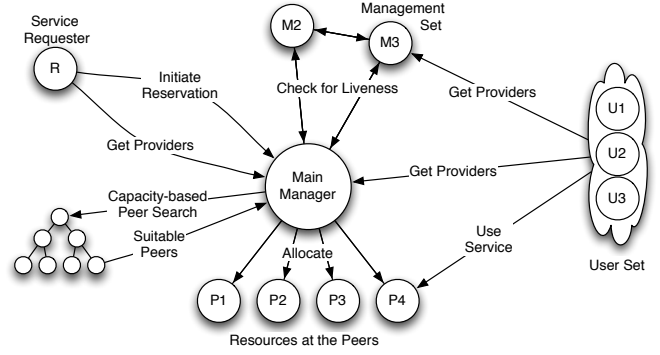 Service
Requester
R
M2
Management
Set
M3
Initiate
Reservation
Check for Liveness
Get Providers
U1
U2
U3
Get Providers
Main
Manager
Get Providers
Capacity-based
Peer Search
Suitable
Peers
Use
Service
Allocate
User Set
P1
P2
P3
P4
Resources at the Peers